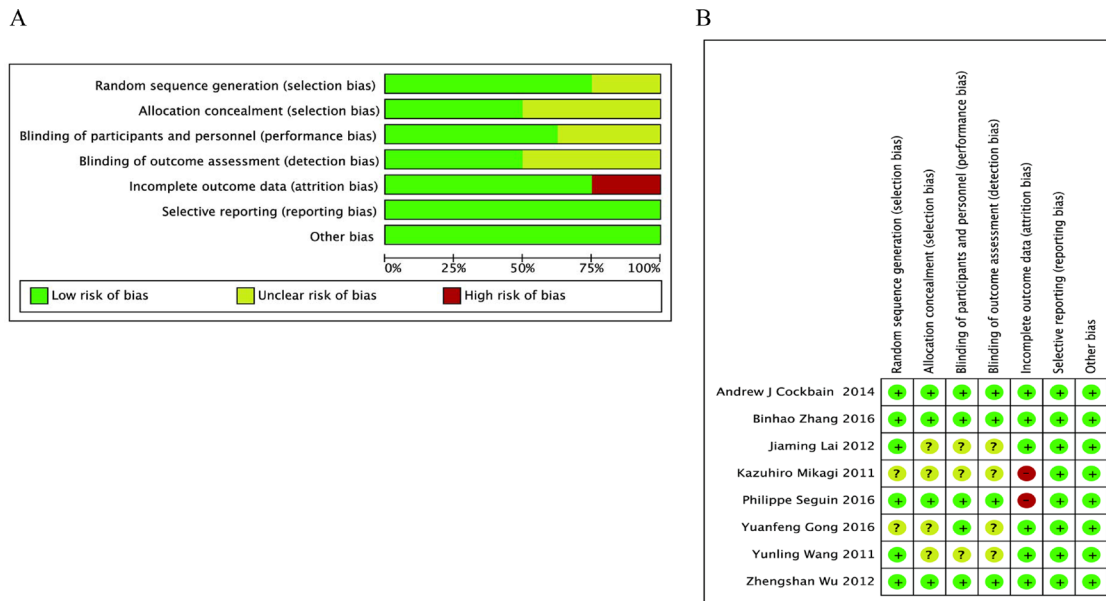 A
Random sequence generation (selection bias)
Allocation concealment (selection bias)
Blinding of participants and personnel (performance bias)
Blinding of outcome assessment (detection bias)
Incomplete outcome data (attrition bias)
Selective reporting (reporting bias)
Other bias
0% 25% 50% 75% 100%
Low risk of bias Unclear risk of bias High risk of bias
B
Random sequence generation (selection bias)
Allocation concealment (selection bias)
Blinding of participants and personnel (performance bias)
Blinding of outcome assessment (detection bias)
Incomplete outcome data (attrition bias)
Selective reporting (reporting bias)
Other bias
Andrew J Cockbain 2014 + + + + + + +
Binhao Zhang 2016 + + + + + + +
Jiaming Lai 2012 + ? ? ? + + +
Kazuhiro Mikagi 2011 ? ? ? ? - + +
Philippe Seguin 2016 + + + + - + +
Yuanfeng Gong 2016 ? ? + ? + + +
Yunling Wang 2011 + ? ? ? + + +
Zhengshan Wu 2012 + + + + + + +